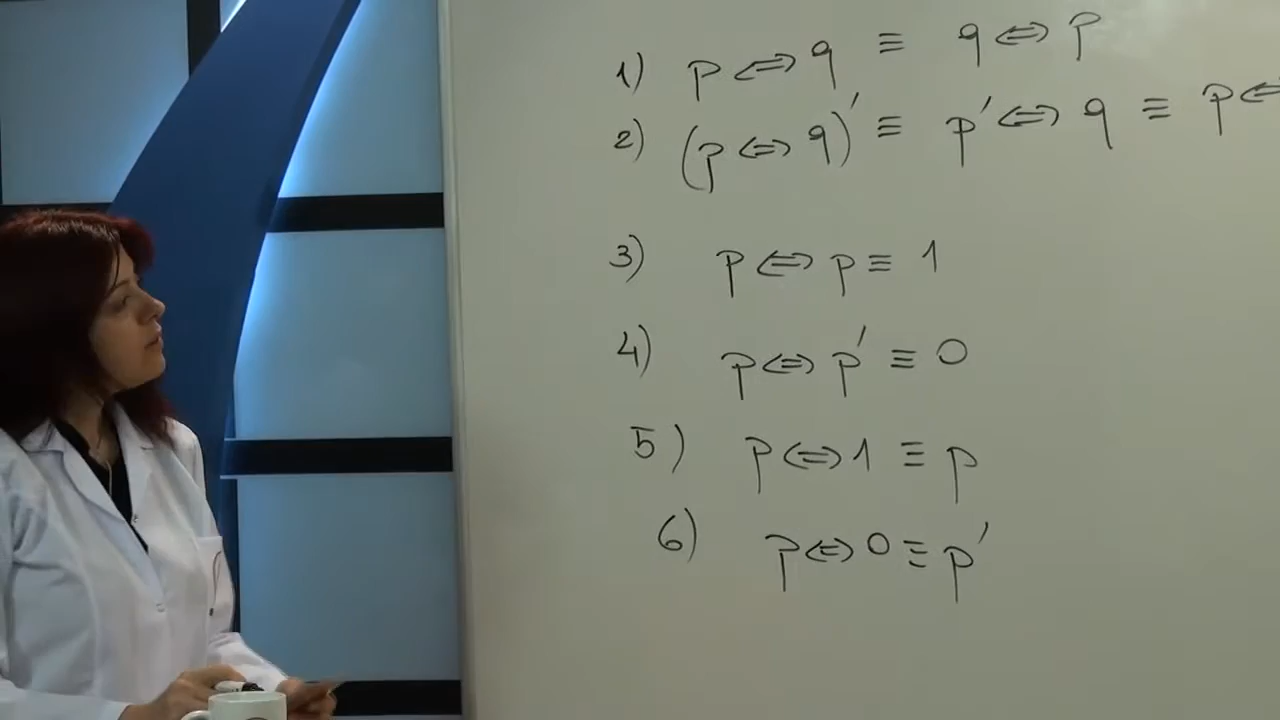 1) p ⇔ q ≡ q ⇔ p
2) (p ⇔ q)' ≡ p' ⇔ q ≡ p ⇔
3) p ⇔ p ≡ 1
4) p ⇔ p' ≡ 0
5) p ⇔ 1 ≡ p
6) p ⇔ 0 ≡ p'